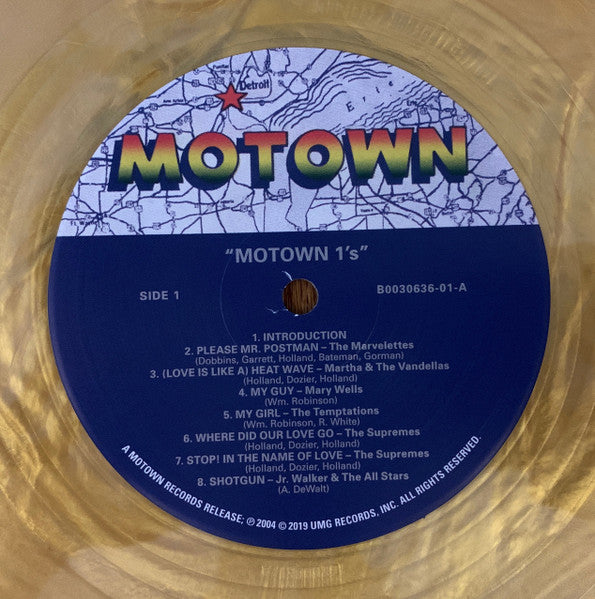 Detroit
Erie
MOTOWN
"MOTOWN 1's"
SIDE 1
B0030636-01-A
1. INTRODUCTION
2. PLEASE MR. POSTMAN – The Marvelettes
(Dobbins, Garrett, Holland, Bateman, Gorman)
3. (LOVE IS LIKE A) HEAT WAVE – Martha & The Vandellas
(Holland, Dozier, Holland)
4. MY GUY – Mary Wells
(Wm. Robinson)
5. MY GIRL – The Temptations
(Wm. Robinson, R. White)
6. WHERE DID OUR LOVE GO – The Supremes
(Holland, Dozier, Holland)
7. STOP! IN THE NAME OF LOVE – The Supremes
(Holland, Dozier, Holland)
8. SHOTGUN – Jr. Walker & The All Stars
(A. DeWalt)
A MOTOWN RECORDS RELEASE; ℗ 2004 © 2019 UMG RECORDS, INC. ALL RIGHTS RESERVED.